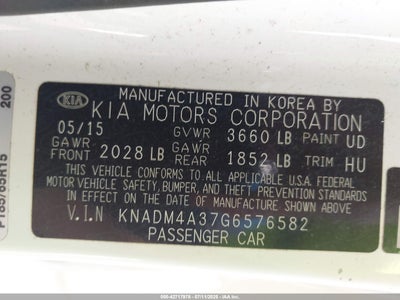 MANUFACTURED IN KOREA BY
KIA KIA MOTORS CORPORATION
05/15 GVWR 3660 LB PAINT UD
GAWR FRONT 2028 LB GAWR REAR 1852 LB TRIM HU
THIS VEHICLE CONFORMS TO ALL APPLICABLE FEDERAL
MOTOR VEHICLE SAFETY, BUMPER, AND THEFT STANDARDS
IN EFFECT ON THE DATE OF MANUFACTURE SHOWN ABOVE.
V.I.N KNADM4A37G6576582
PASSENGER CAR
P185/65R15
200